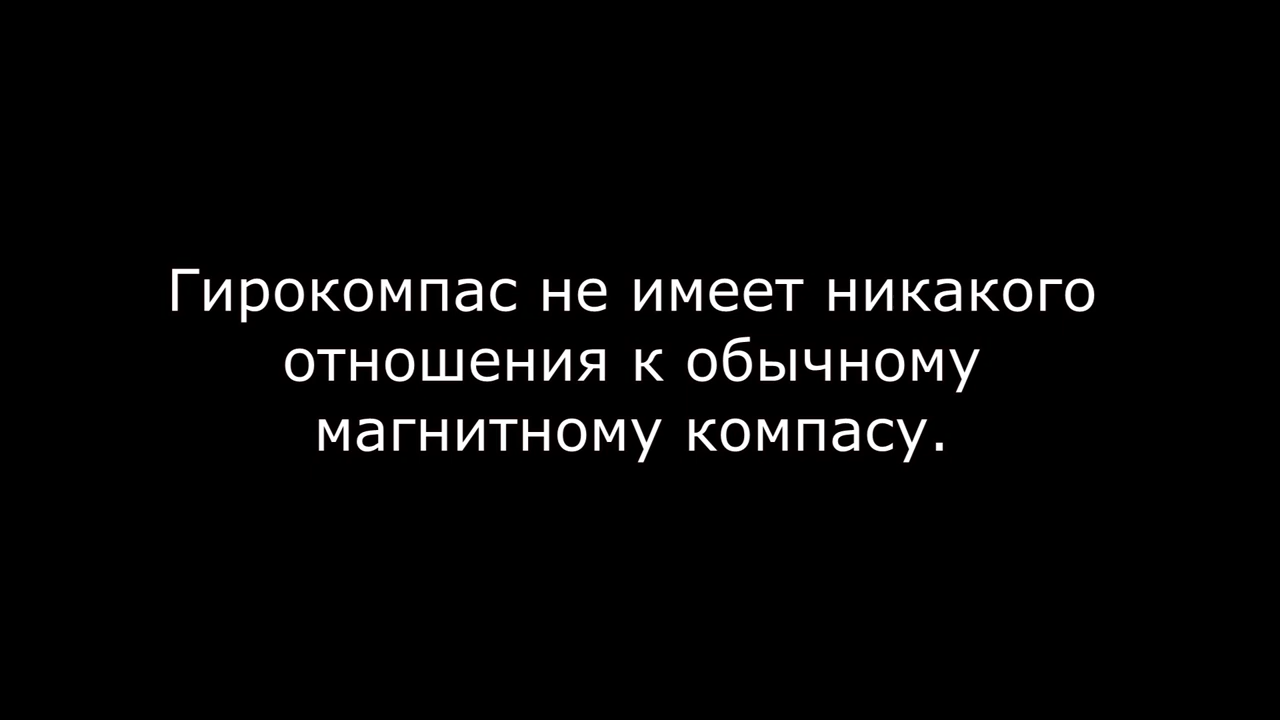 Гирокомпас не имеет никакого
отношения к обычному
магнитному компасу.